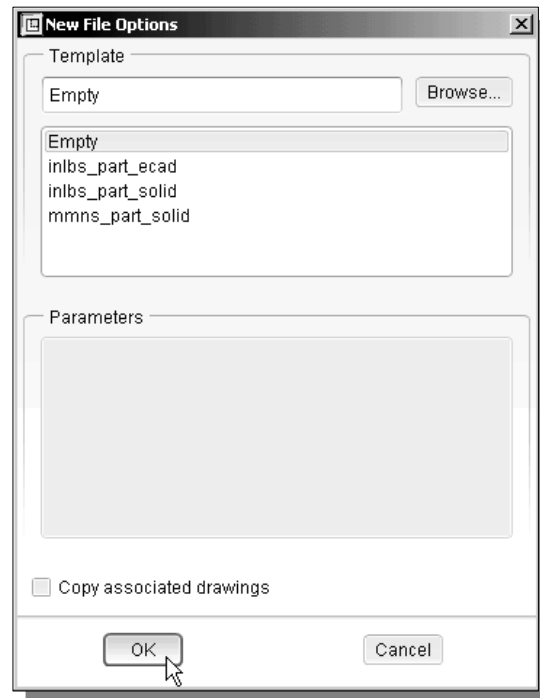 New File Options
Template
Empty
Browse...
Empty
inlbs_part_ecad
inlbs_part_solid
mmns_part_solid
Parameters
Copy associated drawings
OK
Cancel